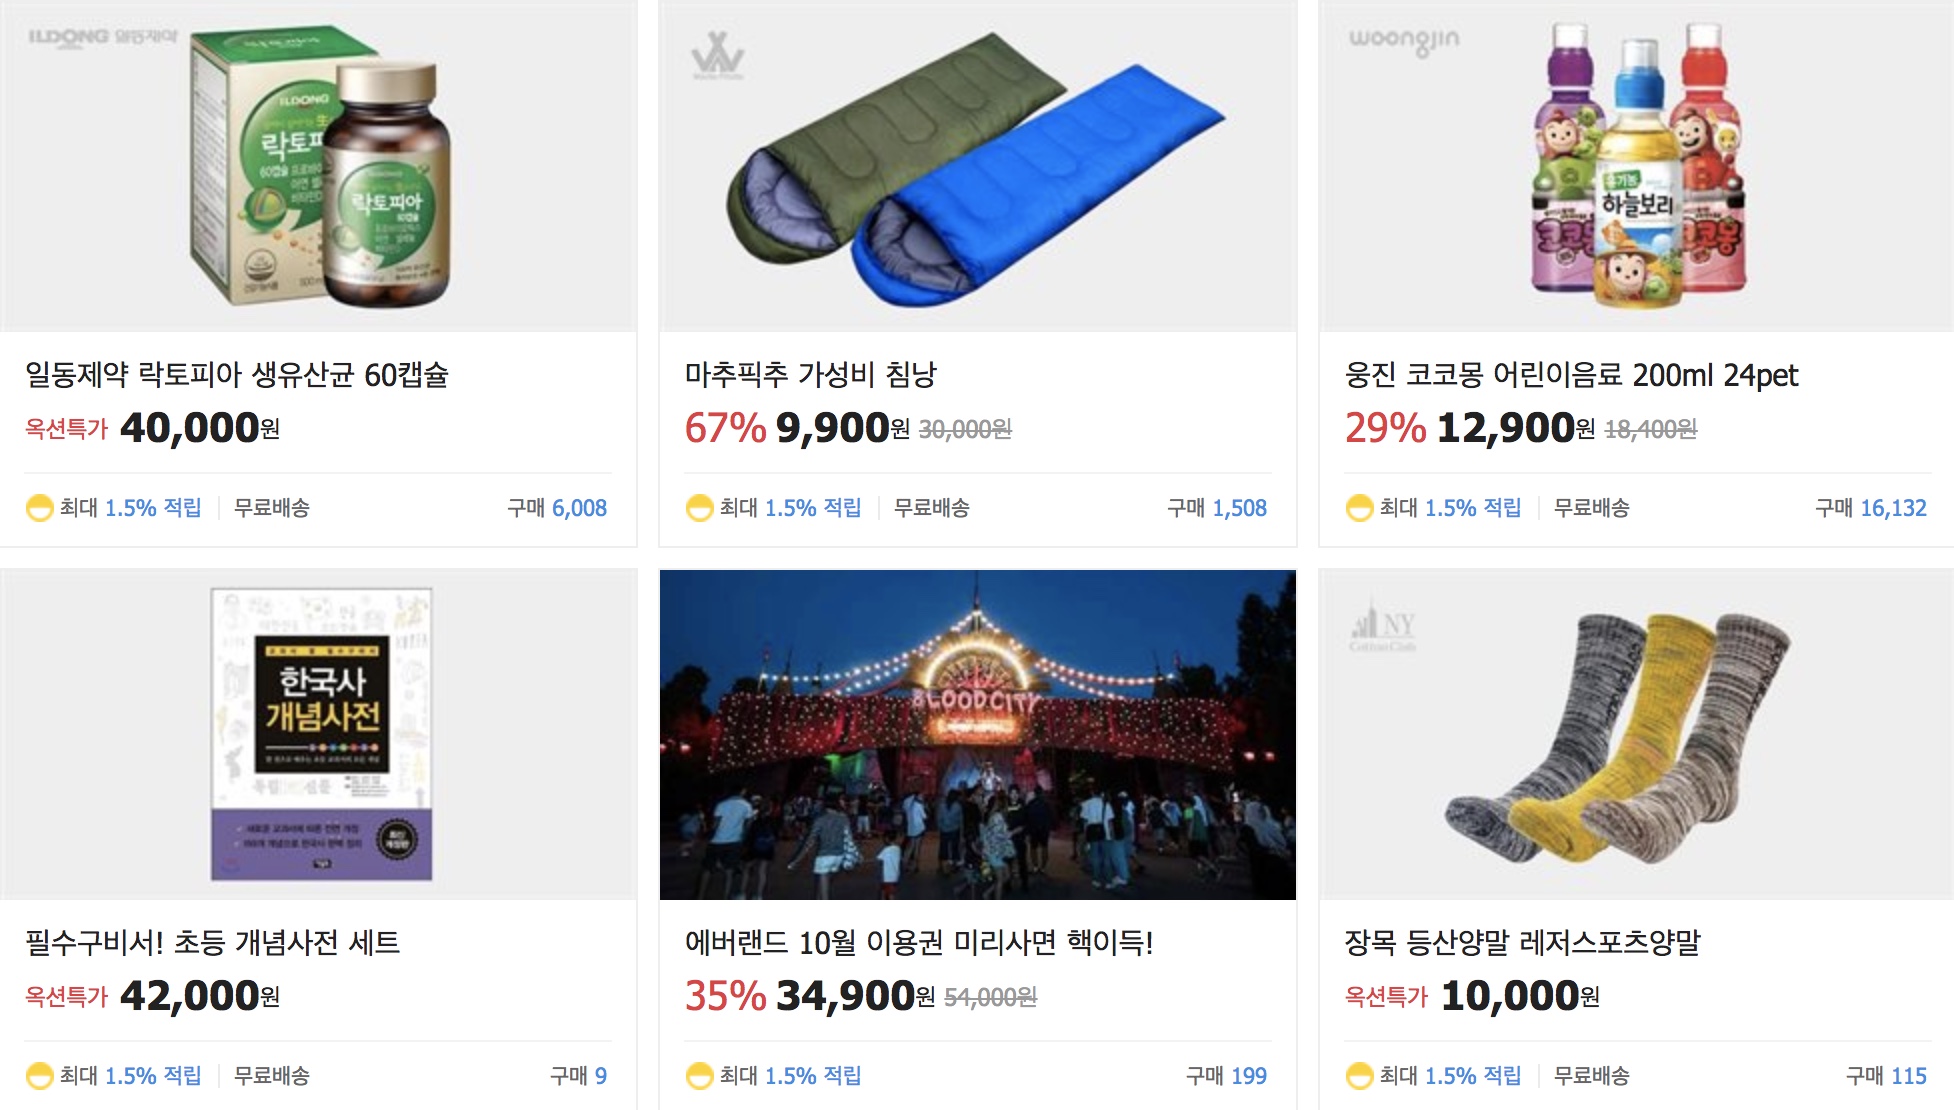 ILDONG 일동제약
ILDONG
락토피
60캡슐
락토피아
60캡슐
일동제약 락토피아 생유산균 60캡슐
옥션특가 40,000원
최대 1.5% 적립 무료배송 구매 6,008
마추픽추 가성비 침낭
67% 9,900원 30,000원
최대 1.5% 적립 무료배송 구매 1,508
woongjin
유기농
하늘보리
코코몽
웅진 코코몽 어린이음료 200ml 24pet
29% 12,900원 18,400원
최대 1.5% 적립 무료배송 구매 16,132
한국사
개념사전
필수구비서! 초등 개념사전 세트
옥션특가 42,000원
최대 1.5% 적립 무료배송 구매 9
BLOOD CITY
에버랜드 10월 이용권 미리사면 핵이득!
35% 34,900원 54,000원
최대 1.5% 적립 구매 199
NY
Cotton Club
장목 등산양말 레저스포츠양말
옥션특가 10,000원
최대 1.5% 적립 무료배송 구매 115